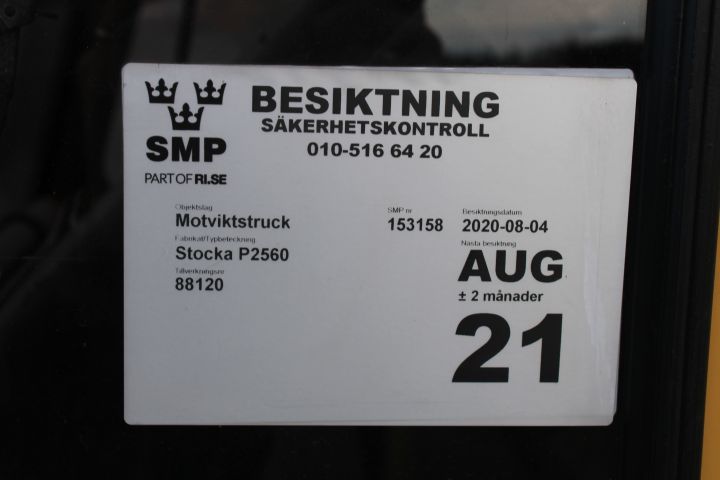 SMP
PART OF RI.SE
BESIKTNING
SÄKERHETSKONTROLL
010-516 64 20
Objektslag
Motviktstruck
Fabrikat/Typbeteckning
Stocka P2560
Tillverkningsnr
88120
SMP nr
153158
Besiktningsdatum
2020-08-04
Nästa besiktning
AUG
± 2 månader
21